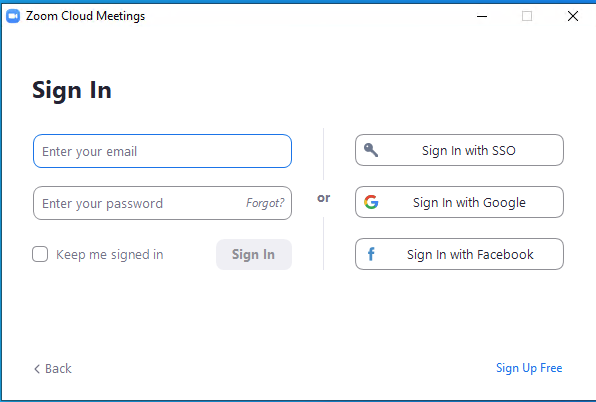 Zoom Cloud Meetings
Sign In
Enter your email
Enter your password
Forgot?
Keep me signed in
Sign In
or
Sign In with SSO
Sign In with Google
Sign In with Facebook
Back
Sign Up Free